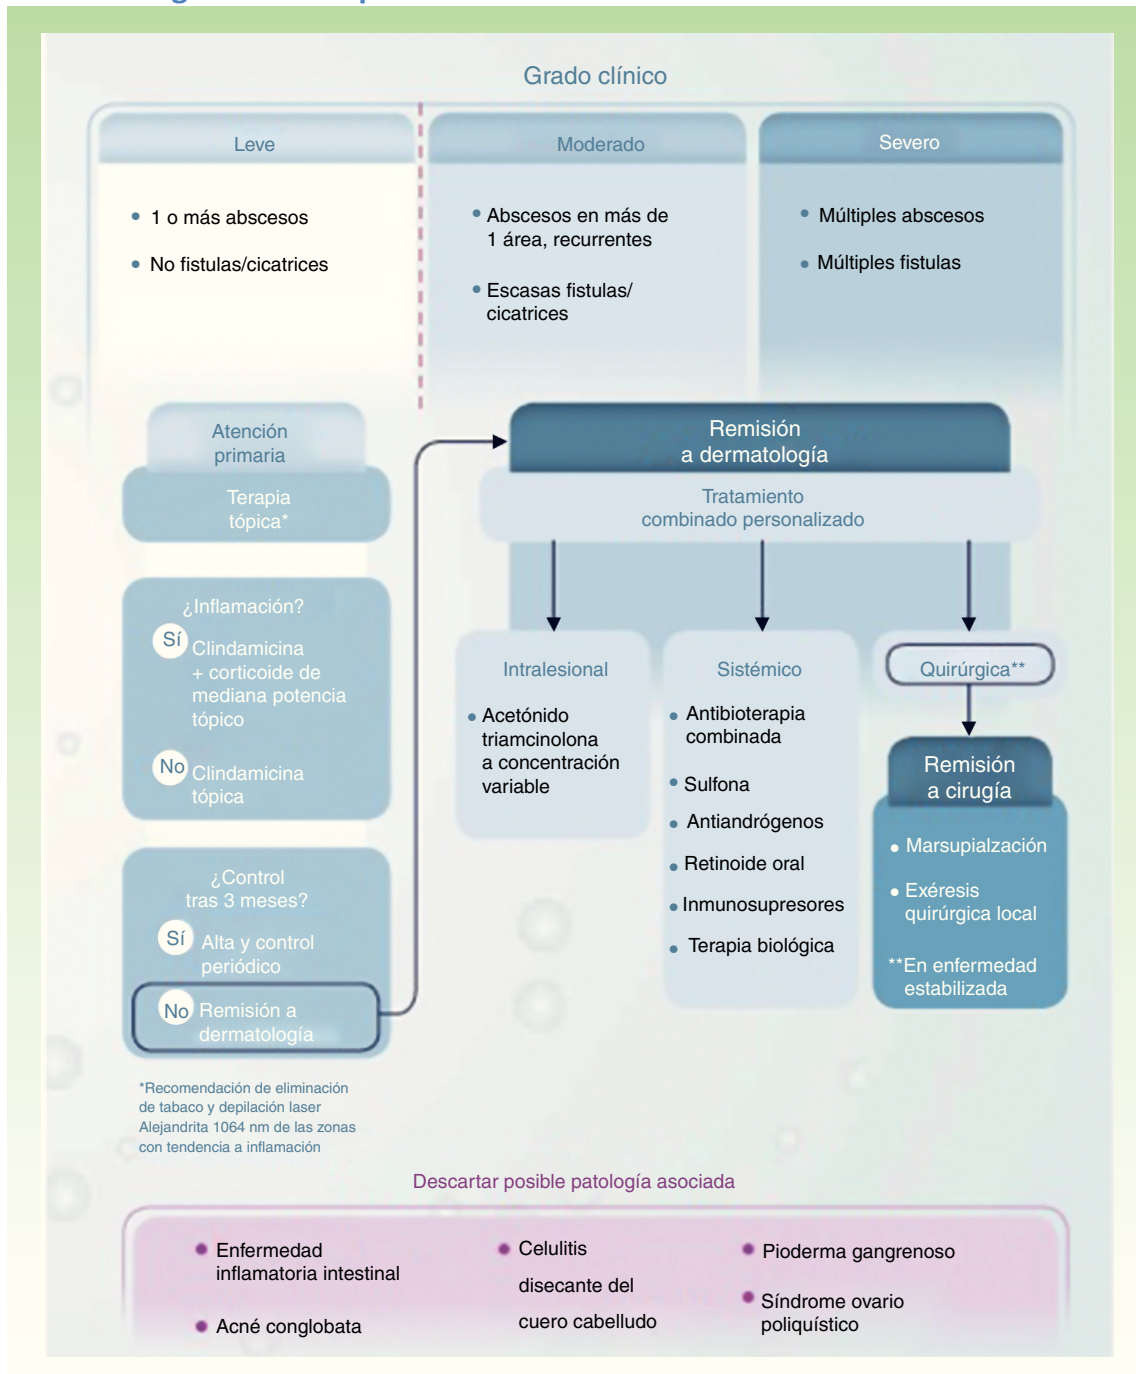 Grado clínico
Leve
Moderado
Severo
• 1 o más abscesos
• No fistulas/cicatrices
• Abscesos en más de
1 área, recurrentes
• Escasas fistulas/
cicatrices
• Múltiples abscesos
• Múltiples fistulas
Atención
primaria
Terapia
tópica*
¿Inflamación?
Sí Clindamicina
+ corticoide de
mediana potencia
tópico
No Clindamicina
tópica
¿Control
tras 3 meses?
Sí Alta y control
periódico
No Remisión a
dermatología
*Recomendación de eliminación
de tabaco y depilación laser
Alejandrita 1064 nm de las zonas
con tendencia a inflamación
Remisión
a dermatología
Tratamiento
combinado personalizado
Intralesional
• Acetónido
triamcinolona
a concentración
variable
Sistémico
• Antibioterapia
combinada
• Sulfona
• Antiandrógenos
• Retinoide oral
• Inmunosupresores
• Terapia biológica
Quirúrgica**
Remisión
a cirugía
• Marsupialzación
• Exéresis
quirúrgica local
**En enfermedad
estabilizada
Descartar posible patología asociada
• Enfermedad
inflamatoria intestinal
• Acné conglobata
• Celulitis
disecante del
cuero cabelludo
• Pioderma gangrenoso
• Síndrome ovario
poliquístico